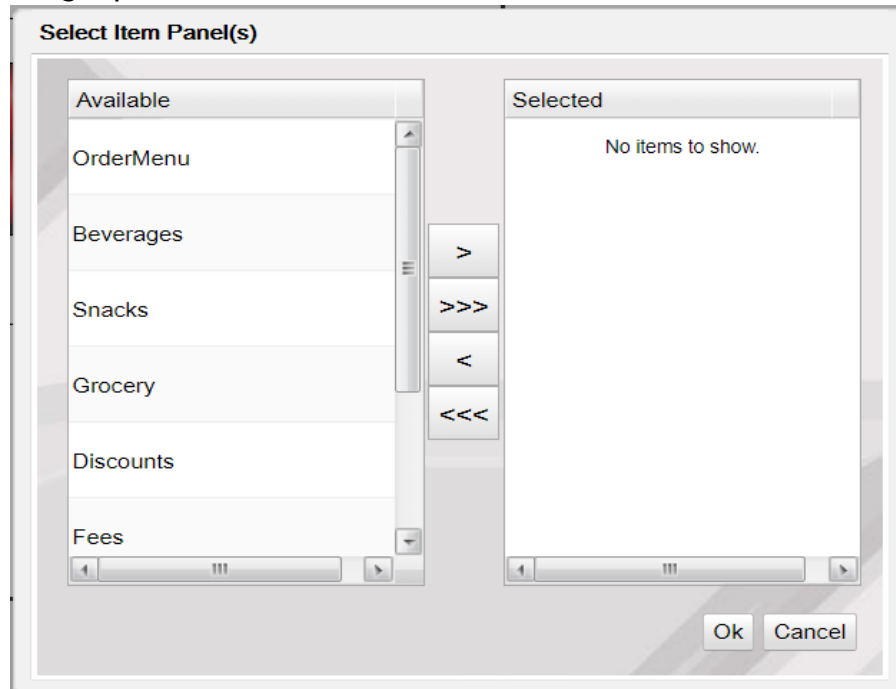 Select Item Panel(s)
Available
Selected
OrderMenu
No items to show.
Beverages
>
Snacks
>>>
<
Grocery
<<<
Discounts
Fees
Ok
Cancel